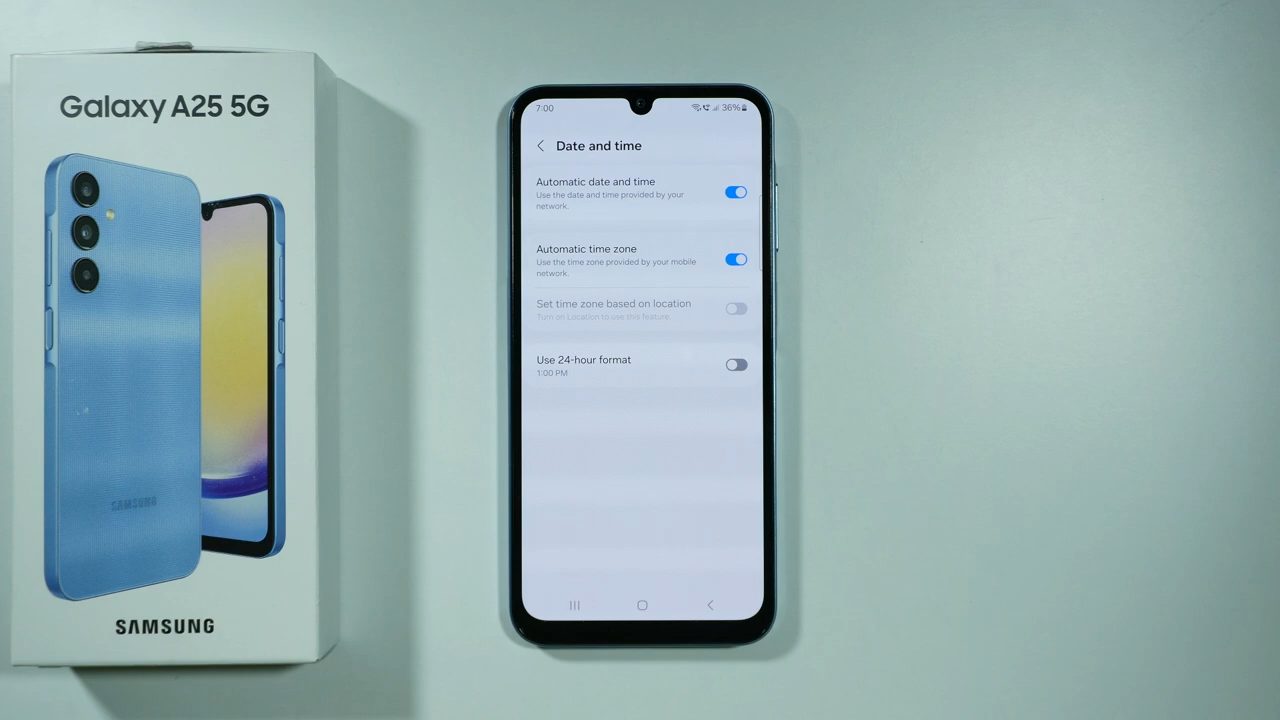 Galaxy A25 5G
SAMSUNG
SAMSUNG
7:00
36%
Date and time
Automatic date and time
Use the date and time provided by your
network.
Automatic time zone
Use the time zone provided by your mobile
network.
Set time zone based on location
Turn on Location to use this feature.
Use 24-hour format
1:00 PM